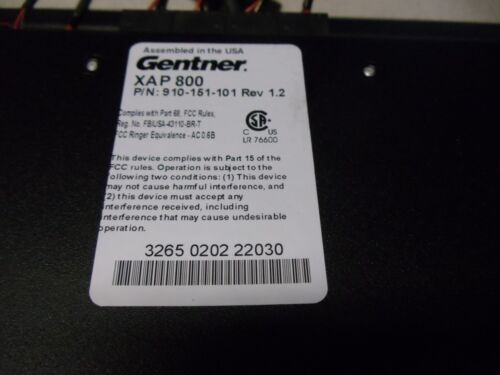 Assembled in the USA
Gentner.
XAP 800
P/N: 910-151-101 Rev 1.2
Complies with Part 68, FCC Rules,
Reg. No. FBIUSA-43110-BR-T
FCC Ringer Equivalence - AC 0.6B
SA
C US
LR 76600
This device complies with Part 15 of the
FCC rules. Operation is subject to the
following two conditions: (1) This device
may not cause harmful interference, and
(2) this device must accept any
interference received, including
interference that may cause undesirable
operation.
3265 0202 22030